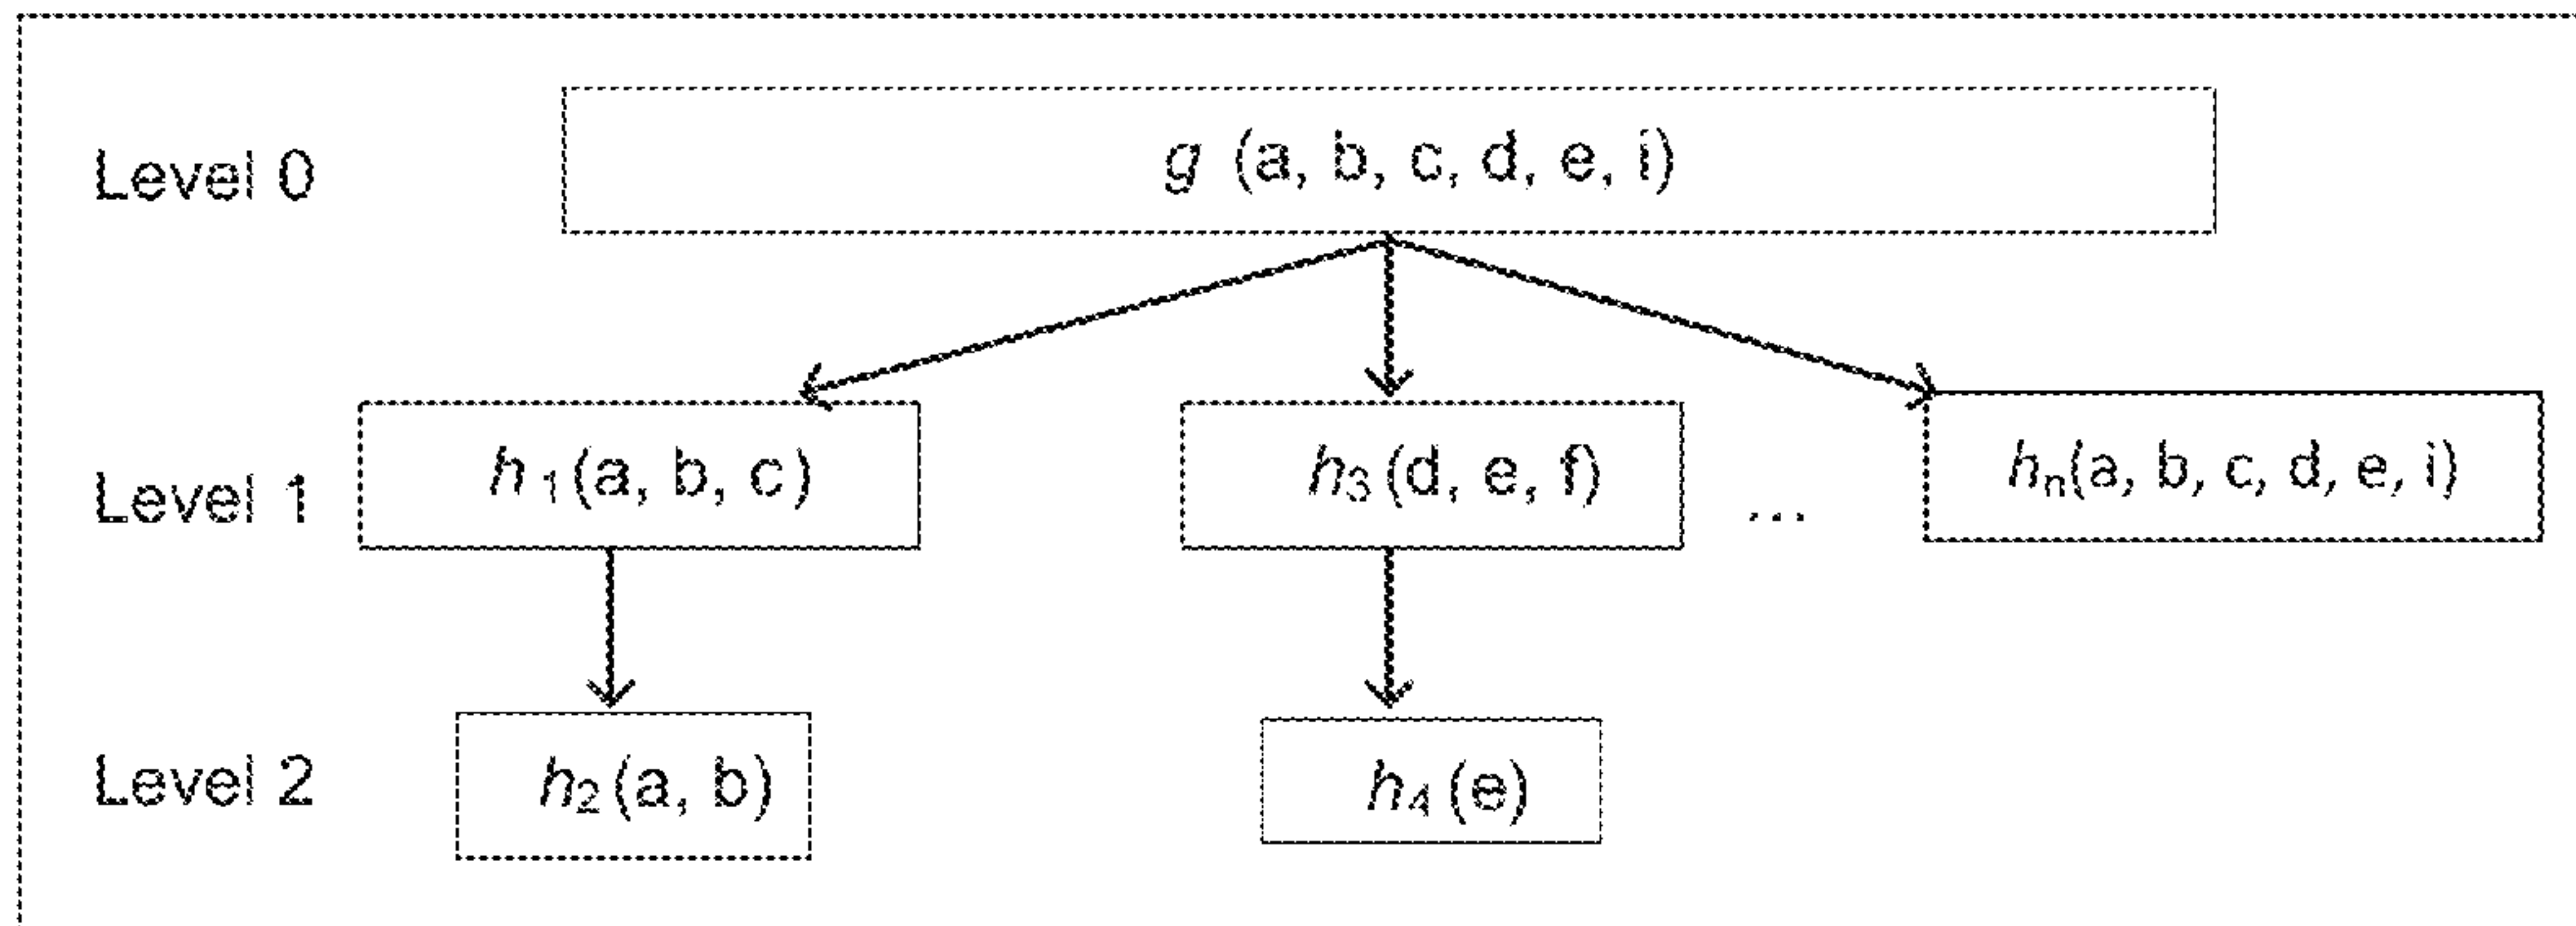 Level 0
g (a, b, c, d, e, i)
Level 1
h₁(a, b, c)
h₃(d, e, f)
...
hₙ(a, b, c, d, e, i)
Level 2
h₂(a, b)
h₄(e)